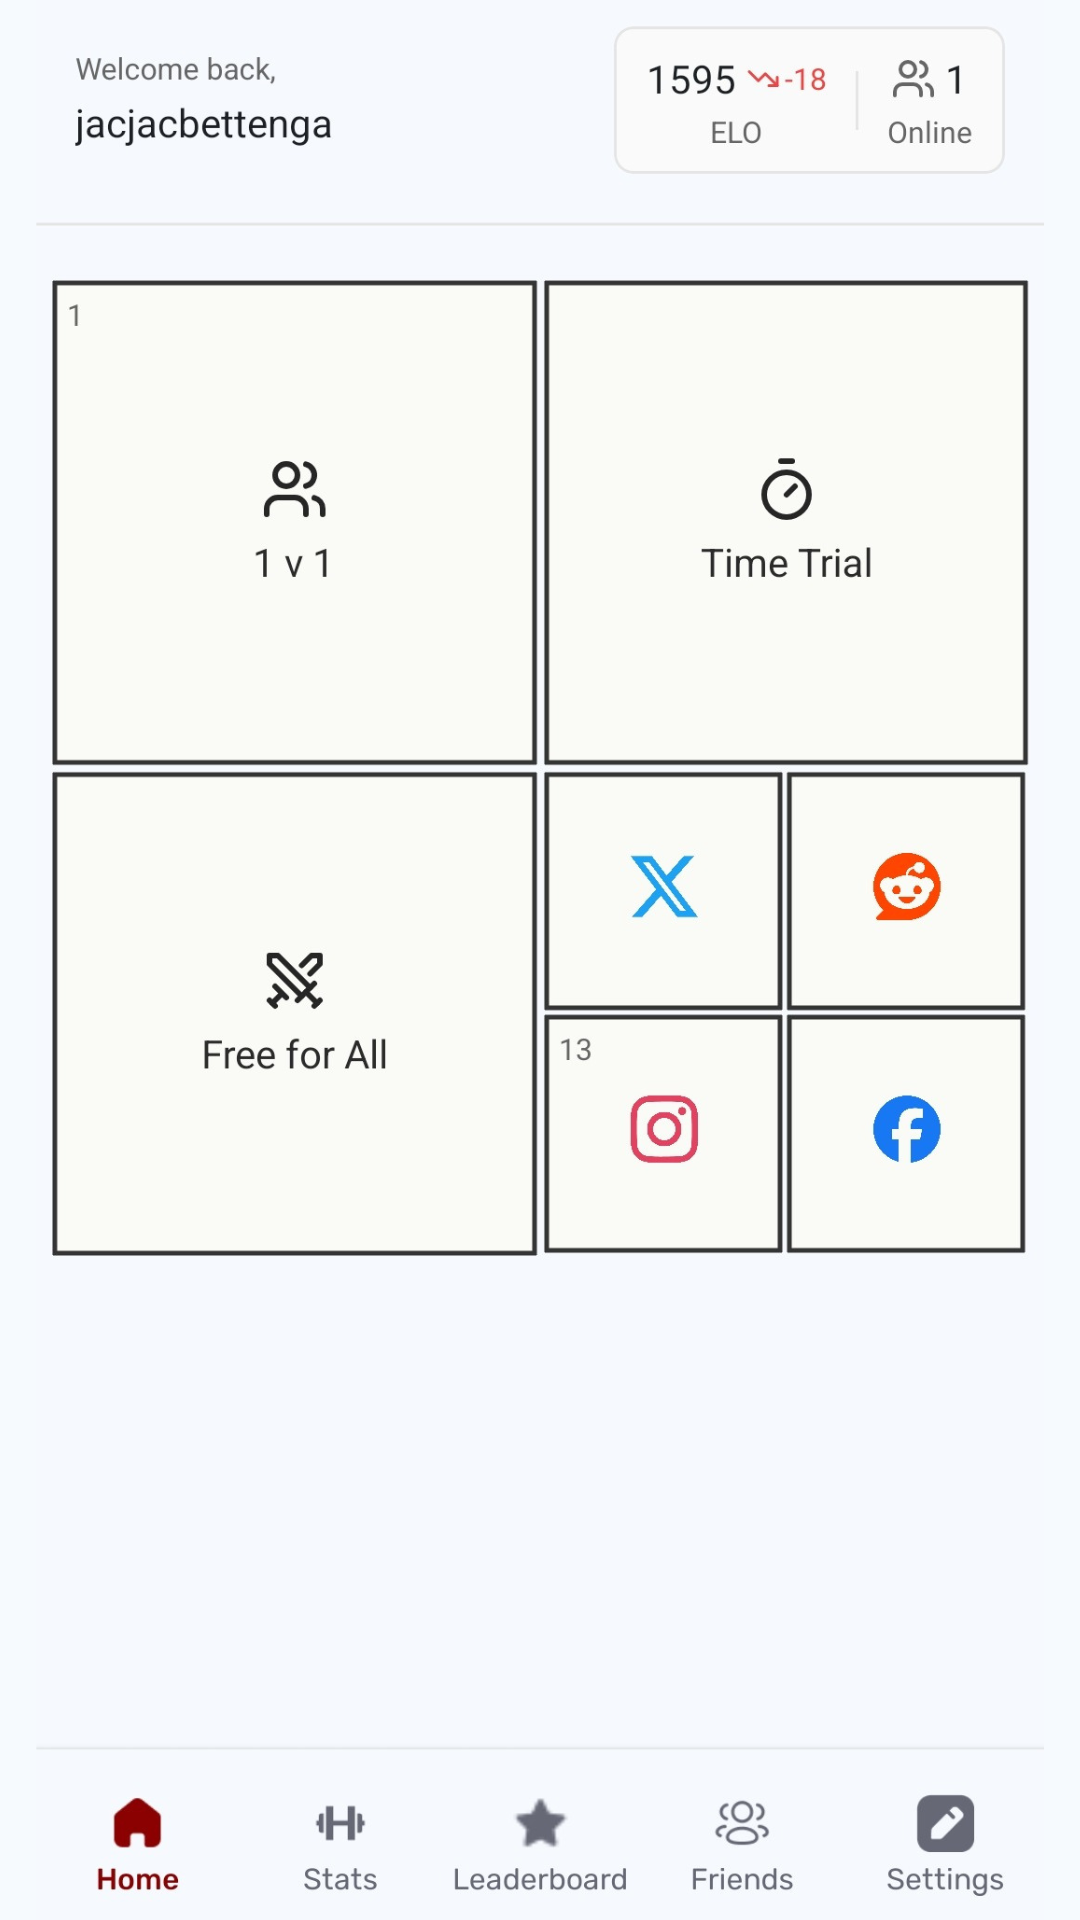 Welcome back,
jacjacbettenga
1595 -18
ELO
1
Online
1
1 v 1
Time Trial
Free for All
13
Home
Stats
Leaderboard
Friends
Settings